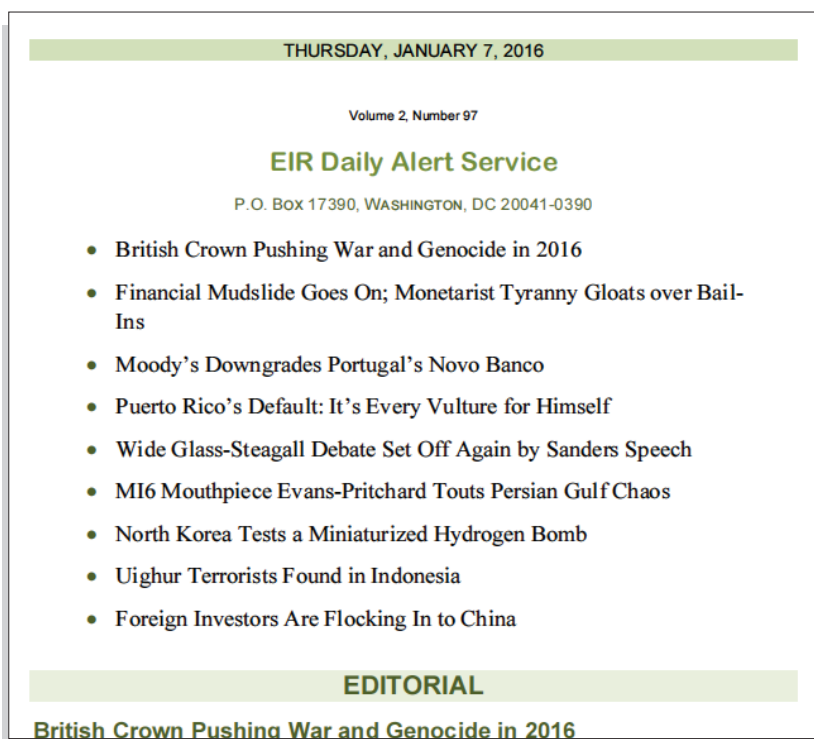 THURSDAY, JANUARY 7, 2016
Volume 2, Number 97
EIR Daily Alert Service
P.O. BOX 17390, WASHINGTON, DC 20041-0390
• British Crown Pushing War and Genocide in 2016
• Financial Mudslide Goes On; Monetarist Tyranny Gloats over Bail-
Ins
• Moody's Downgrades Portugal's Novo Banco
• Puerto Rico's Default: It's Every Vulture for Himself
• Wide Glass-Steagall Debate Set Off Again by Sanders Speech
• MI6 Mouthpiece Evans-Pritchard Touts Persian Gulf Chaos
• North Korea Tests a Miniaturized Hydrogen Bomb
• Uighur Terrorists Found in Indonesia
• Foreign Investors Are Flocking In to China
EDITORIAL
British Crown Pushing War and Genocide in 2016